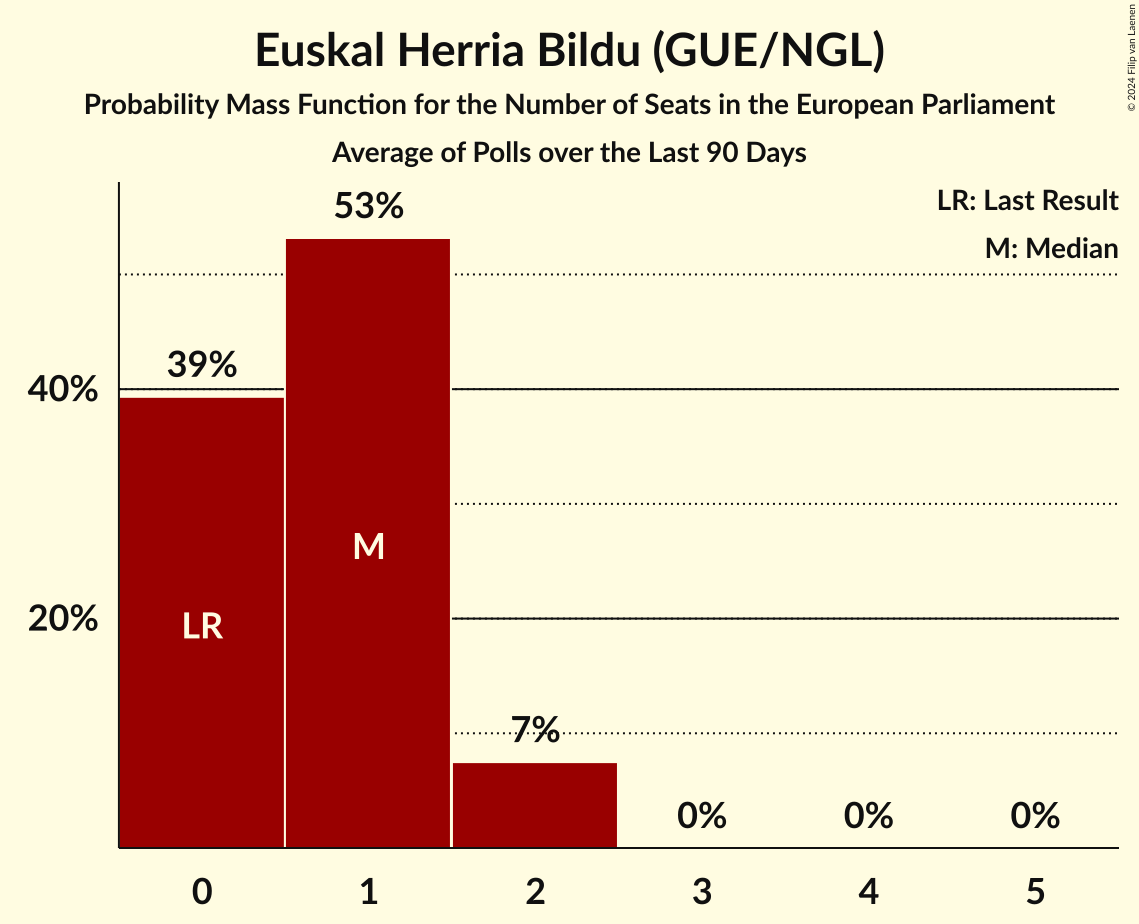 Euskal Herria Bildu (GUE/NGL)
Probability Mass Function for the Number of Seats in the European Parliament
Average of Polls over the Last 90 Days
© 2024 Filip van Laenen
LR: Last Result
M: Median
53%
39%
40%
M
20%
LR
7%
0%
0%
0%
0
1
2
3
4
5